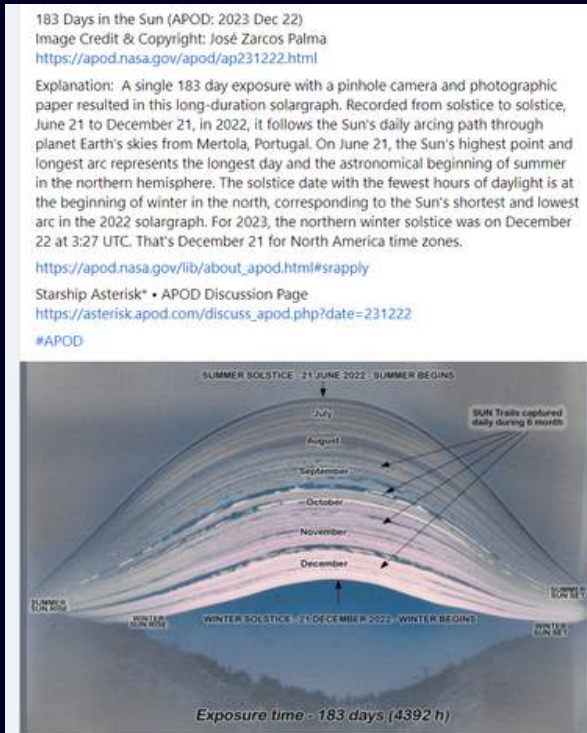 183 Days in the Sun (APOD: 2023 Dec 22)
Image Credit & Copyright: José Zarcos Palma
https://apod.nasa.gov/apod/ap231222.html
Explanation:  A single 183 day exposure with a pinhole camera and photographic
paper resulted in this long-duration solargraph. Recorded from solstice to solstice,
June 21 to December 21, in 2022, it follows the Sun's daily arcing path through
planet Earth's skies from Mertola, Portugal. On June 21, the Sun's highest point and
longest arc represents the longest day and the astronomical beginning of summer
in the northern hemisphere. The solstice date with the fewest hours of daylight is at
the beginning of winter in the north, corresponding to the Sun's shortest and lowest
arc in the 2022 solargraph. For 2023, the northern winter solstice was on December
22 at 3:27 UTC. That's December 21 for North America time zones.
https://apod.nasa.gov/lib/about_apod.html#srapply
Starship Asterisk* • APOD Discussion Page
https://asterisk.apod.com/discuss_apod.php?date=231222
#APOD
SUMMER SOLSTICE - 21 JUNE 2022 - SUMMER BEGINS
July
SUN Trails captured
daily during 6 month
August
September
October
November
December
SUMMER
SUN RISE
WINTER
SUN RISE
WINTER SOLSTICE - 21 DECEMBER 2022 - WINTER BEGINS
SUMMER
SUN SET
WINTER
SUN SET
Exposure time - 183 days (4392 h)